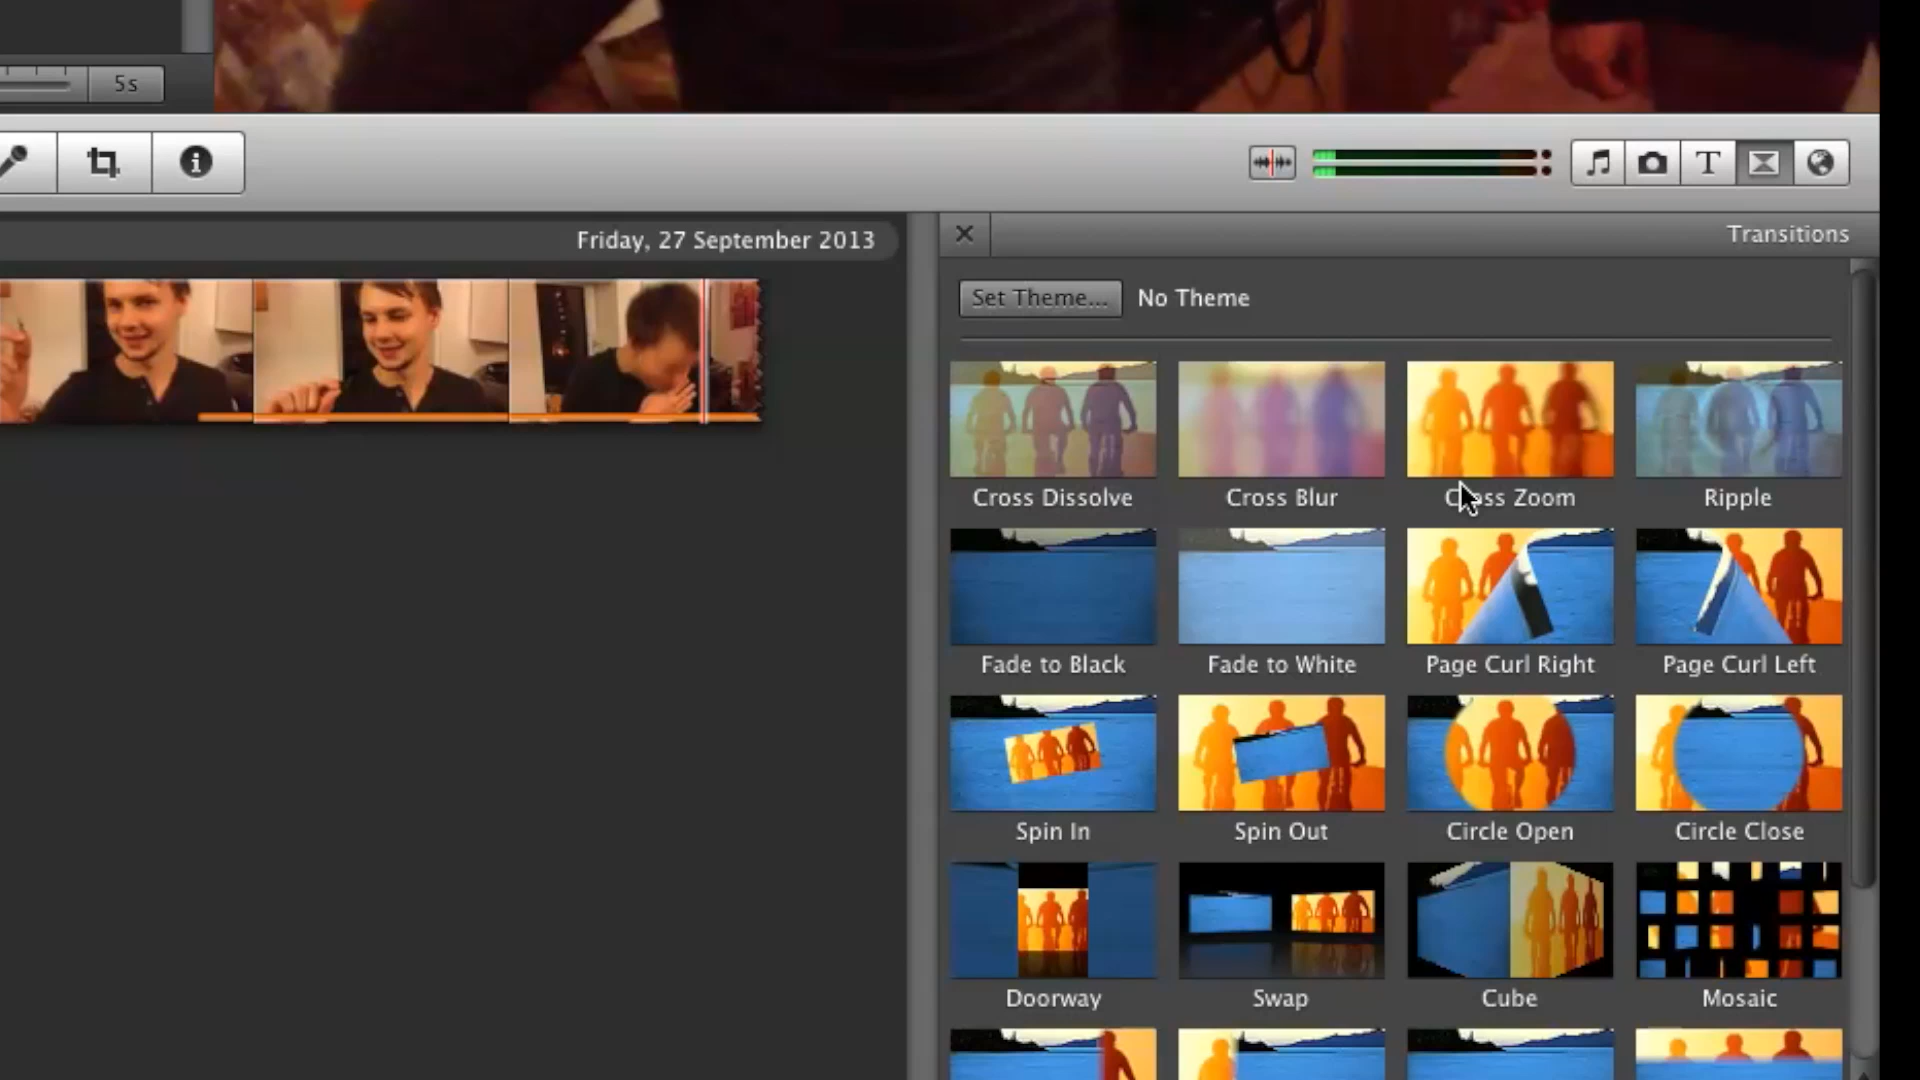 5s
T
Friday, 27 September 2013
Transitions
Set Theme...
No Theme
Cross Dissolve
Cross Blur
Cross Zoom
Ripple
Fade to Black
Fade to White
Page Curl Right
Page Curl Left
Spin In
Spin Out
Circle Open
Circle Close
Doorway
Swap
Cube
Mosaic